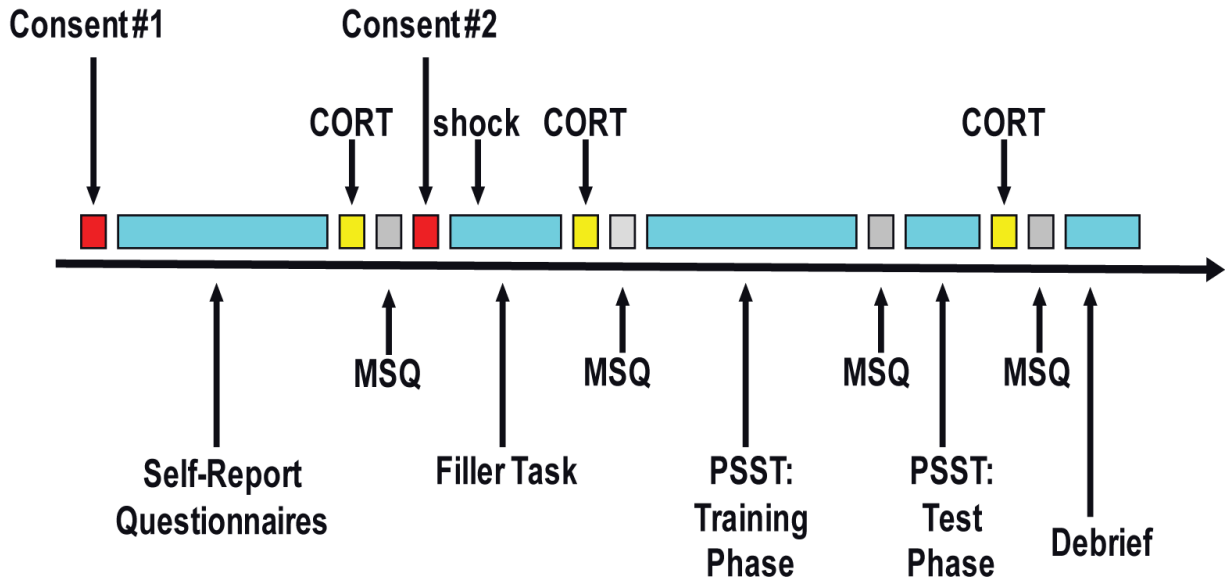 Consent #1
Consent #2
CORT
shock
CORT
CORT
MSQ
MSQ
MSQ
MSQ
Self-Report
Questionnaires
Filler Task
PSST:
Training
Phase
PSST:
Test
Phase
Debrief